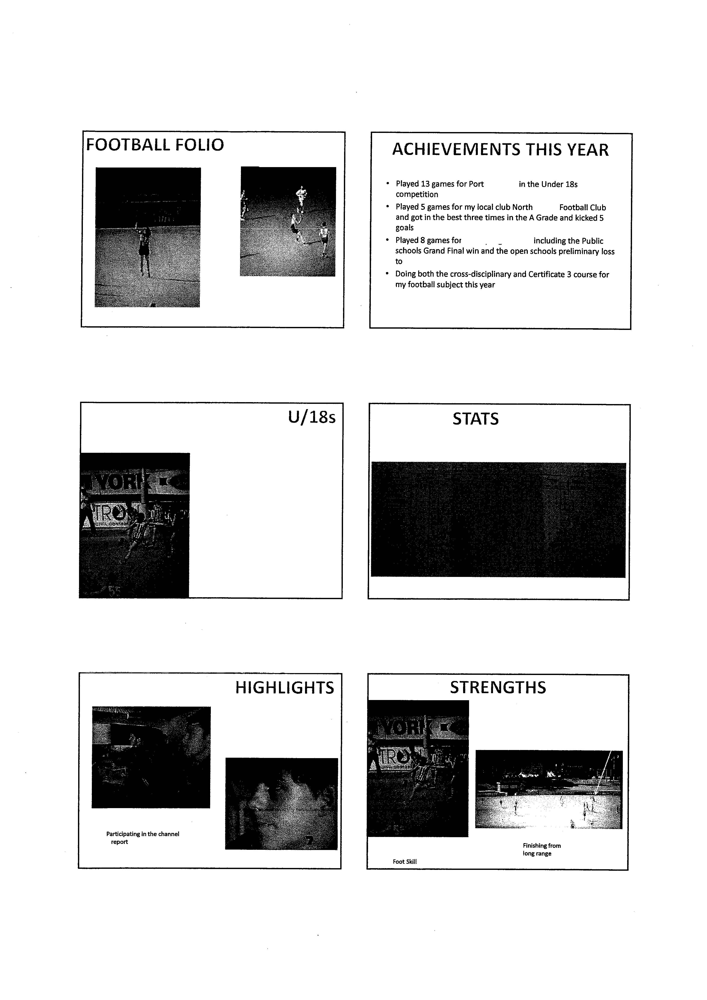 FOOTBALL FOLIO
ACHIEVEMENTS THIS YEAR
• Played 13 games for Port in the Under 18s
competition
• Played 5 games for my local club North Football Club
and got in the best three times in the A Grade and kicked 5
goals
• Played 8 games for including the Public
schools Grand Final win and the open schools preliminary loss
to
• Doing both the cross-disciplinary and Certificate 3 course for
my football subject this year
U/18s
YORK
STATS
HIGHLIGHTS
Participating in the channel
report
7
STRENGTHS
YORK
Finishing from
long range
Foot Skill